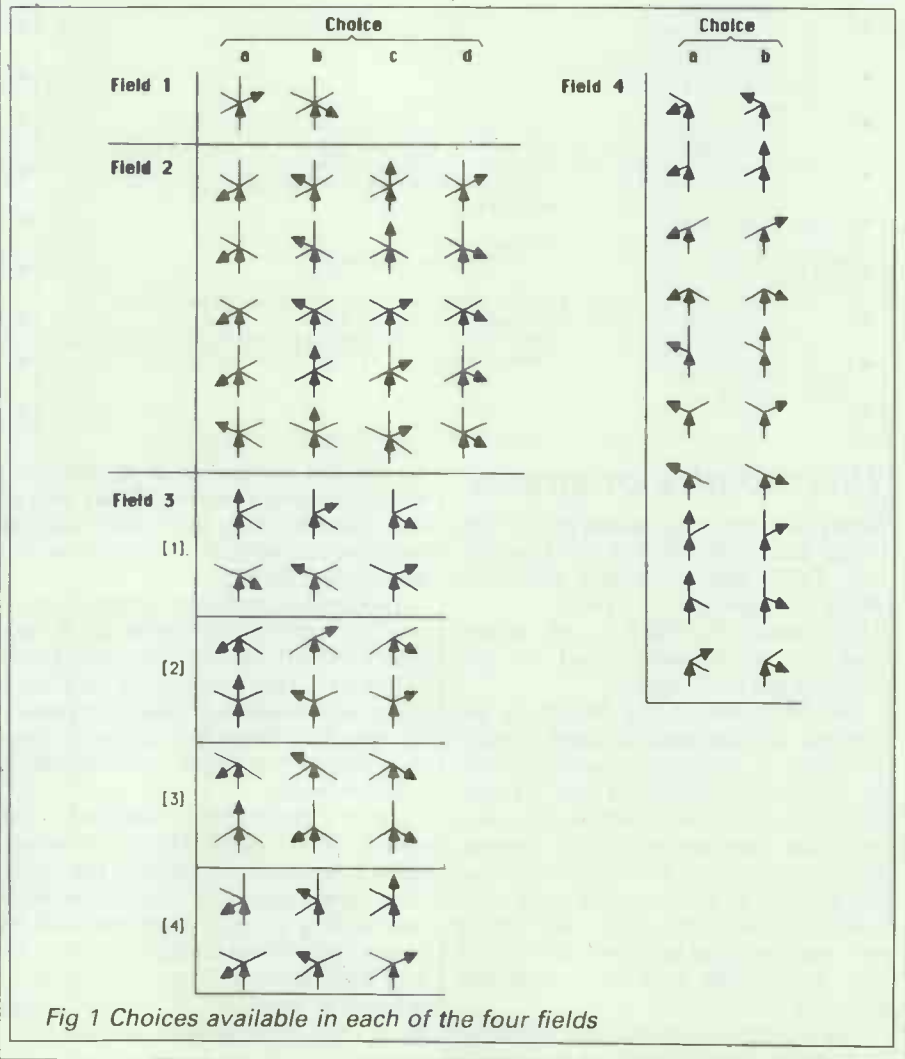 Choice
a b c d
Field 1
Field 2
Field 3
[1]
[2]
[3]
[4]
Choice
a b
Field 4
Fig 1 Choices available in each of the four fields